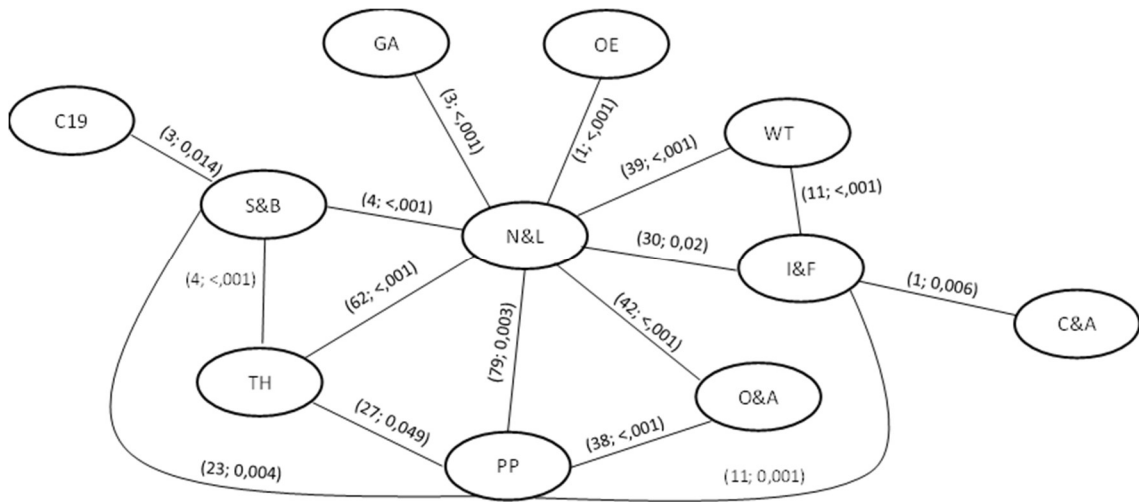 GA
OE
(3; <,001)
(1; <,001)
C19
(3; 0,014)
WT
(39; <,001)
(11; <,001)
S&B
(4; <,001)
N&L
(30; 0,02)
I&F
(4; <,001)
(62; <,001)
(1; 0,006)
C&A
(79; 0,003)
(42; <,001)
TH
O&A
(27; 0,049)
(38; <,001)
PP
(23; 0,004)
(11; 0,001)